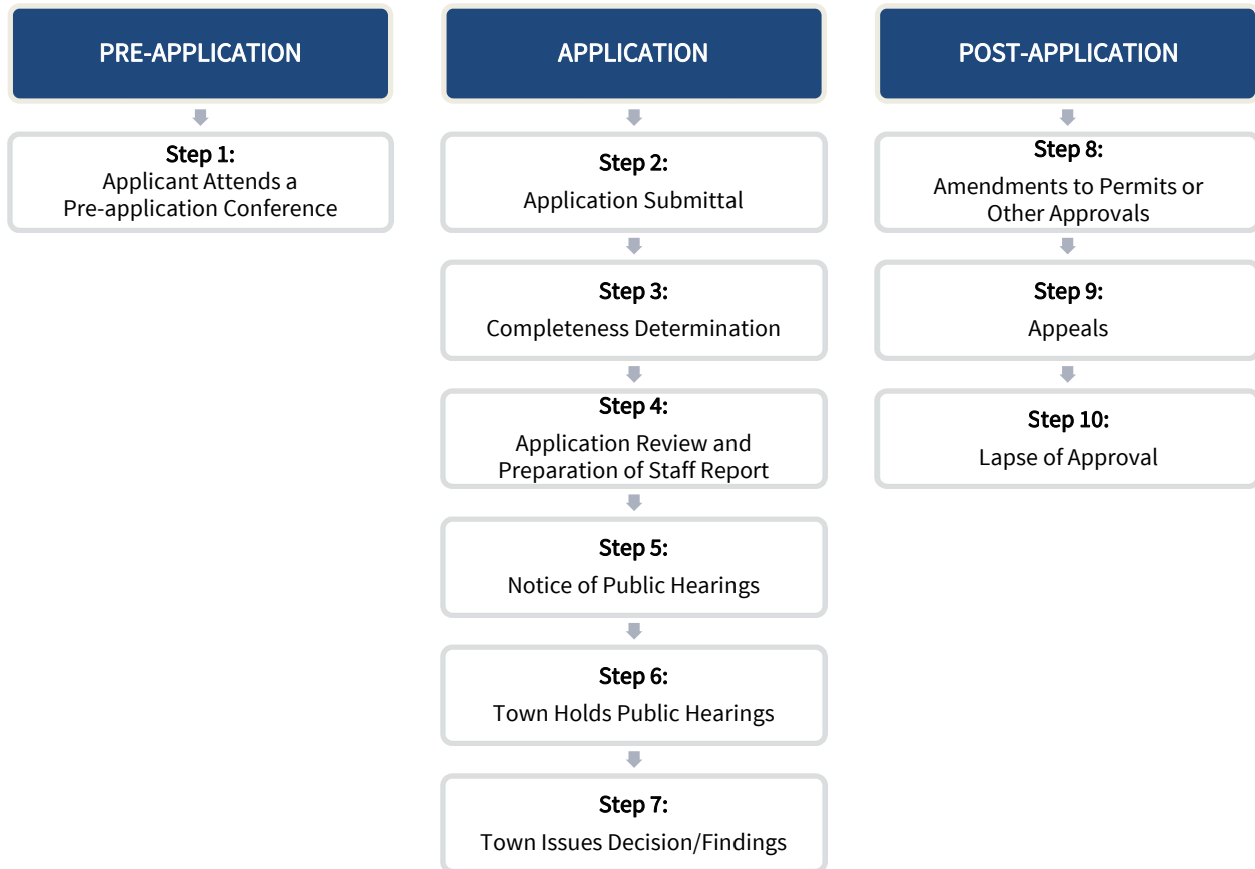 PRE-APPLICATION
Step 1:
Applicant Attends a
Pre-application Conference
APPLICATION
Step 2:
Application Submittal
Step 3:
Completeness Determination
Step 4:
Application Review and
Preparation of Staff Report
Step 5:
Notice of Public Hearings
Step 6:
Town Holds Public Hearings
Step 7:
Town Issues Decision/Findings
POST-APPLICATION
Step 8:
Amendments to Permits or
Other Approvals
Step 9:
Appeals
Step 10:
Lapse of Approval